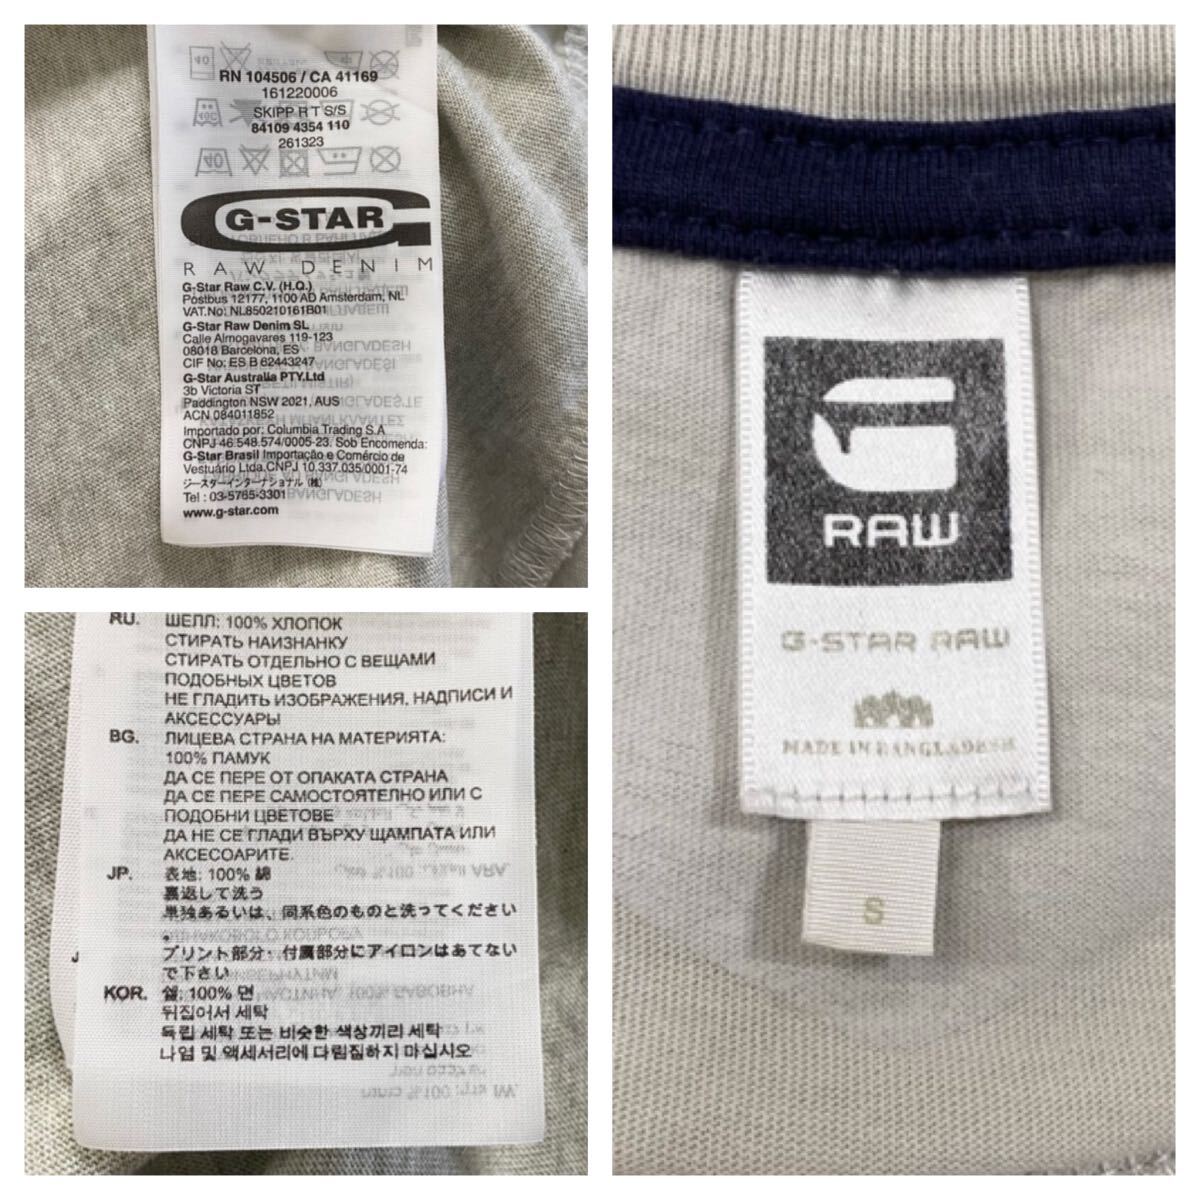 RN 104506 / CA 41169
161220006
SKIPP R T S/S
84109 4354 110
261323
G-STAR
RAW DENIM
G-Star Raw C.V. (H.Q.)
Postbus 12177, 1100 AD Amsterdam, NL
VAT.No: NL850210161B01
G-Star Raw Denim SL
Calle Almogavares 119-123
08018 Barcelona, ES
CIF No: ES B 62443247
G-Star Australia PTY.Ltd
3b Victoria ST
Paddington NSW 2021, AUS
ACN 084011852
Importado por: Columbia Trading S.A
CNPJ 46.548.574/0005-23. Sob Encomenda:
G-Star Brasil Importação e Comércio de
Vestuário Ltda.CNPJ 10.337.035/0001-74
ジースターインターナショナル (株)
Tel : 03-5765-3301
www.g-star.com
RU. ШЕЛЛ: 100% ХЛОПОК
СТИРАТЬ НАИЗНАНКУ
СТИРАТЬ ОТДЕЛЬНО С ВЕЩАМИ
ПОДОБНЫХ ЦВЕТОВ
НЕ ГЛАДИТЬ ИЗОБРАЖЕНИЯ, НАДПИСИ И
АКСЕССУАРЫ
BG. ЛИЦЕВА СТРАНА НА МАТЕРИЯТА:
100% ПАМУК
ДА СЕ ПЕРЕ ОТ ОПАКАТА СТРАНА
ДА СЕ ПЕРЕ САМОСТОЯТЕЛНО ИЛИ С
ПОДОБНИ ЦВЕТОВЕ
ДА НЕ СЕ ГЛАДИ ВЪРХУ ЩАМПАТА ИЛИ
АКСЕСОАРИТЕ.
JP. 表地: 100% 綿
裏返して洗う
単独あるいは、同系色のものと洗ってください
。
プリント部分・付属部分にアイロンはあてない
で下さい
KOR. 쉘: 100% 면
뒤집어서 세탁
독립 세탁 또는 비슷한 색상끼리 세탁
나염 및 액세서리에 다림질하지 마십시오
RAW
G-STAR RAW
MADE IN BANGLADESH
S